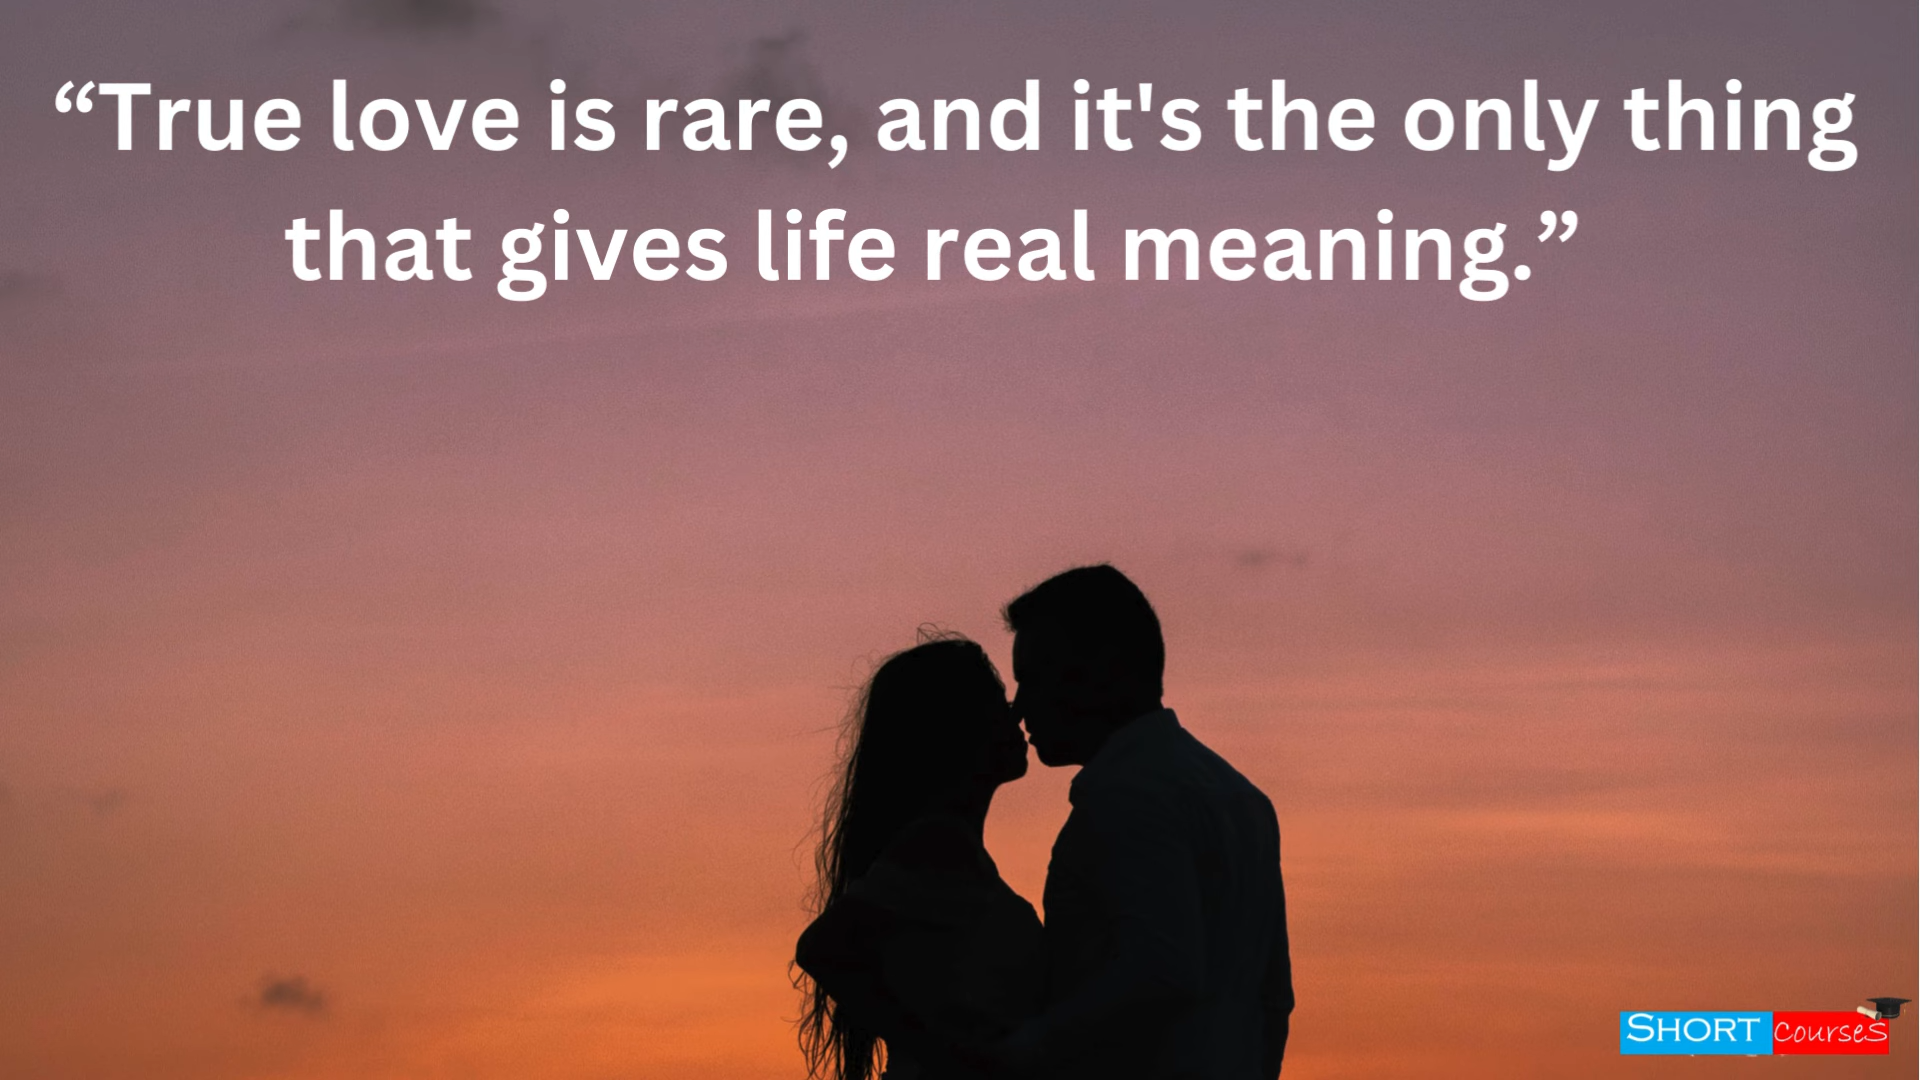 “True love is rare, and it's the only thing
that gives life real meaning.”
SHORT CourseS